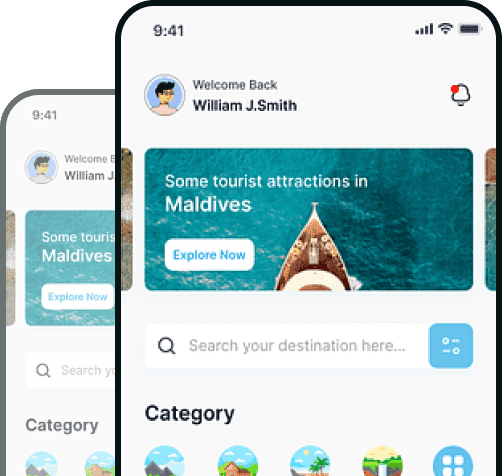 9:41
Welcome Back
William J.Smith
Some tourist attractions in
Maldives
Explore Now
Search your destination here...
Category
9:41
Welcome B
William J.
Some touris
Maldives
Explore Now
Search yo
Category